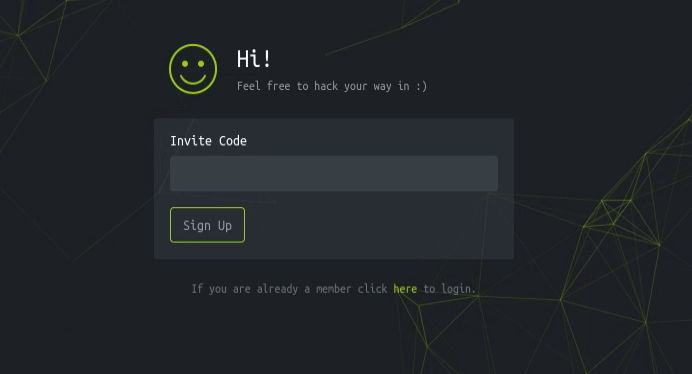 Hi!
Feel free to hack your way in :)
Invite Code
Sign Up
If you are already a member click here to login.